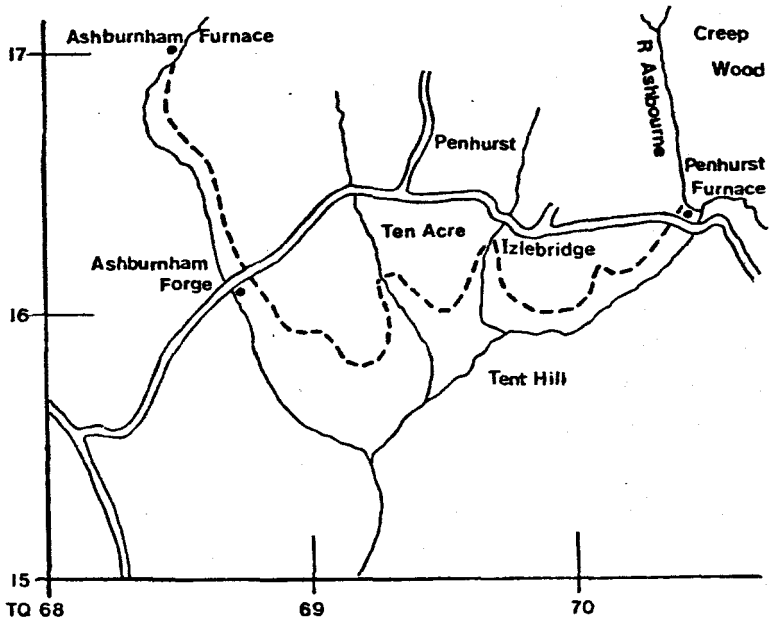 Ashburnham Furnace
17
Creep
Wood
R Ashbourne
Penhurst
Penhurst
Furnace
Ten Acre
Izlebridge
Ashburnham
Forge
16
Tent Hill
15
TQ 68
69
70